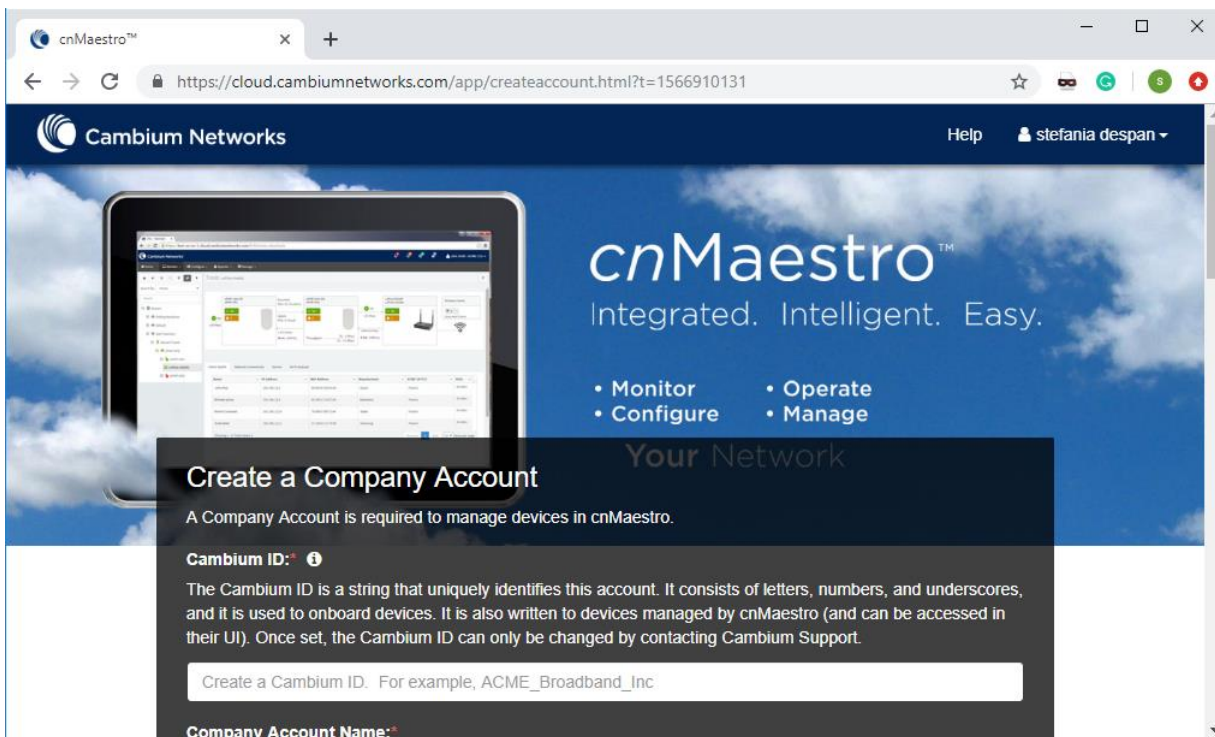 cnMaestro™
https://cloud.cambiumnetworks.com/app/createaccount.html?t=1566910131
Cambium Networks
Help
stefania despan
cnMaestro™
Integrated. Intelligent. Easy.
• Monitor • Operate
• Configure • Manage
Your Network
Create a Company Account
A Company Account is required to manage devices in cnMaestro.
Cambium ID:*
The Cambium ID is a string that uniquely identifies this account. It consists of letters, numbers, and underscores,
and it is used to onboard devices. It is also written to devices managed by cnMaestro (and can be accessed in
their UI). Once set, the Cambium ID can only be changed by contacting Cambium Support.
Create a Cambium ID. For example, ACME_Broadband_Inc
Company Account Name:*